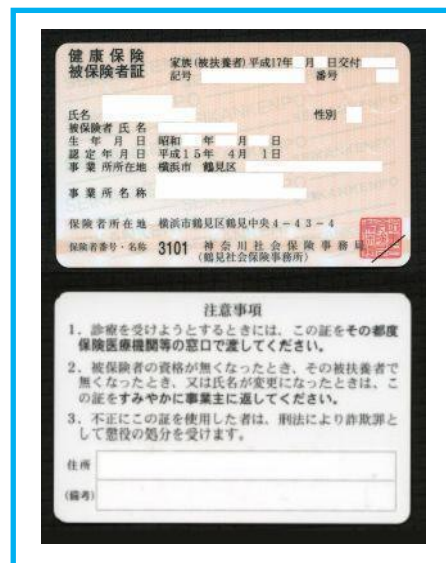 健康保険
被保険者証
家族(被扶養者) 平成17年 月 日交付
記号 番号
氏名 性別
被保険者氏名
生年月日 昭和 年 月 日
認定年月日 平成15年 4月 1日
事業所所在地 横浜市 鶴見区
事業所名称
保険者所在地 横浜市鶴見区鶴見中央4-43-4
保険者番号・名称 3101 神奈川社会保険事務局
(鶴見社会保険事務所)
注意事項
1. 診療を受けようとするときには、この証をその都度
保険医療機関等の窓口で渡してください。
2. 被保険者の資格が無くなったとき、その被扶養者で
無くなったとき、又は氏名が変更になったときは、こ
の証をすみやかに事業主に返してください。
3. 不正にこの証を使用した者は、刑法により詐欺罪と
して懲役の処分を受けます。
住所
(備考)